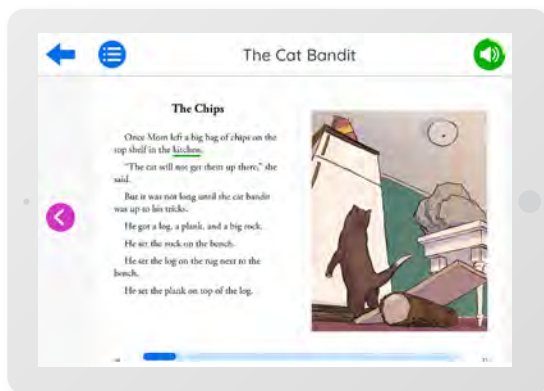 The Cat Bandit
The Chips
Once Mom left a big bag of chips on the
top shelf in the kitchen.
"The cat will not get them up there," she
said.
But it was not long until the cat bandit
was up to his tricks.
He got a log, a plank, and a big rock.
He set the rock on the bench.
He set the log on the rug next to the
bench.
He set the plank on top of the log.